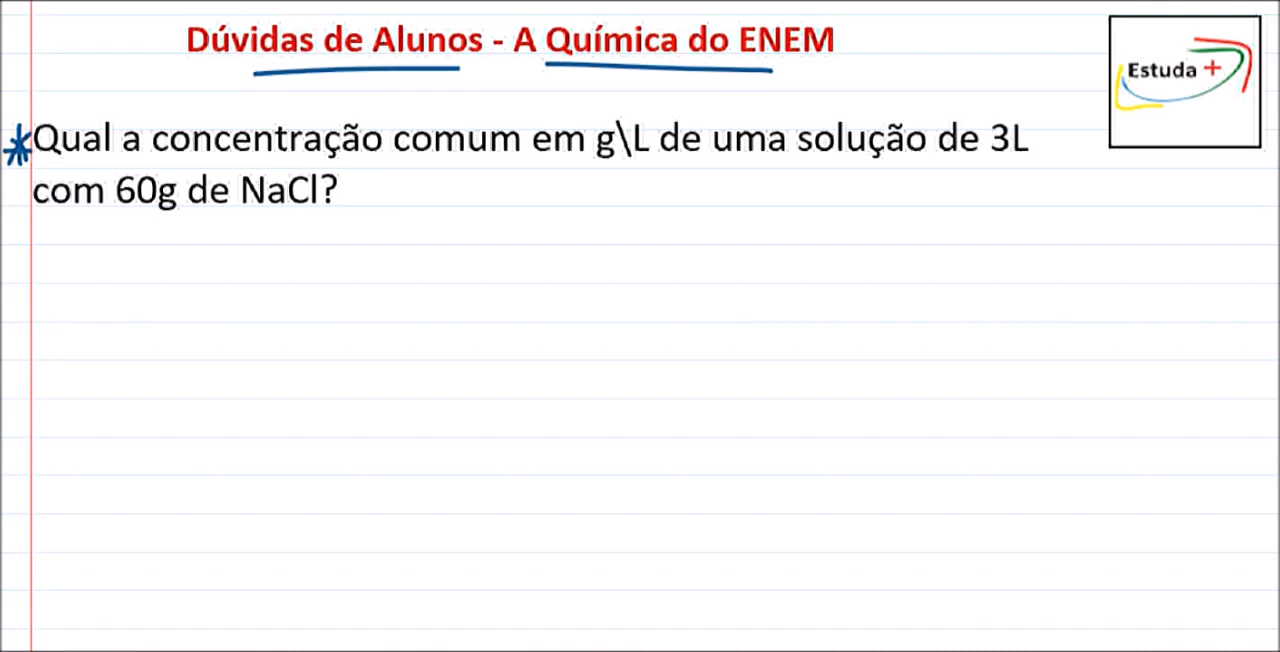 Dúvidas de Alunos - A Química do ENEM
Estuda +
Qual a concentração comum em g\L de uma solução de 3L
com 60g de NaCl?